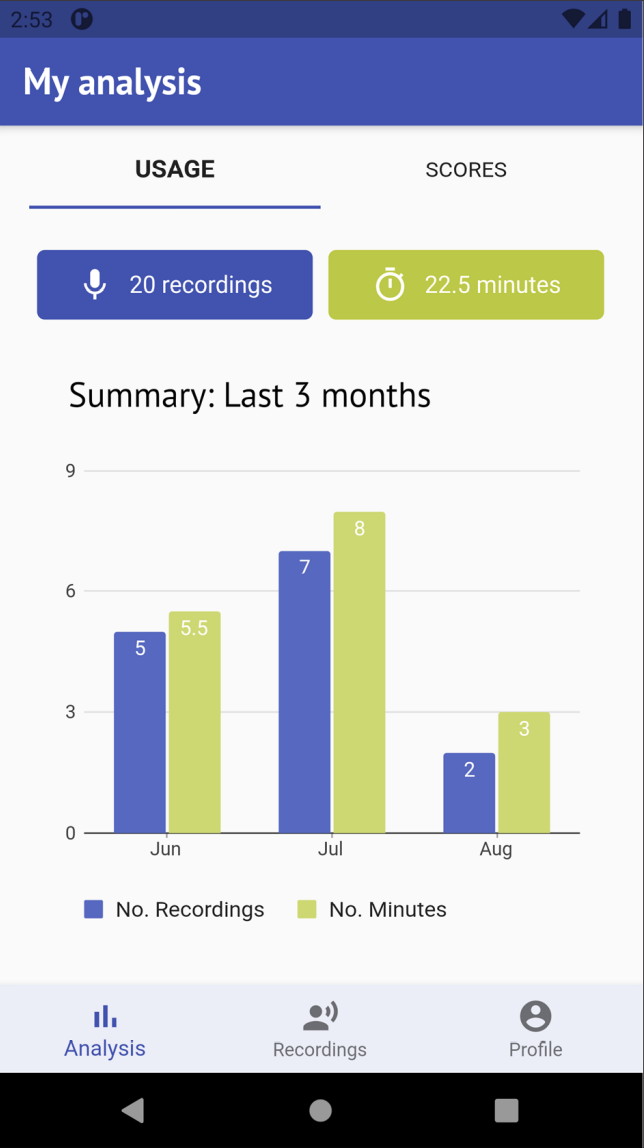 2:53
My analysis
USAGE SCORES
20 recordings 22.5 minutes
Summary: Last 3 months
9
8
7
6
5.5
5
3
3
2
0
Jun Jul Aug
No. Recordings No. Minutes
Analysis Recordings Profile